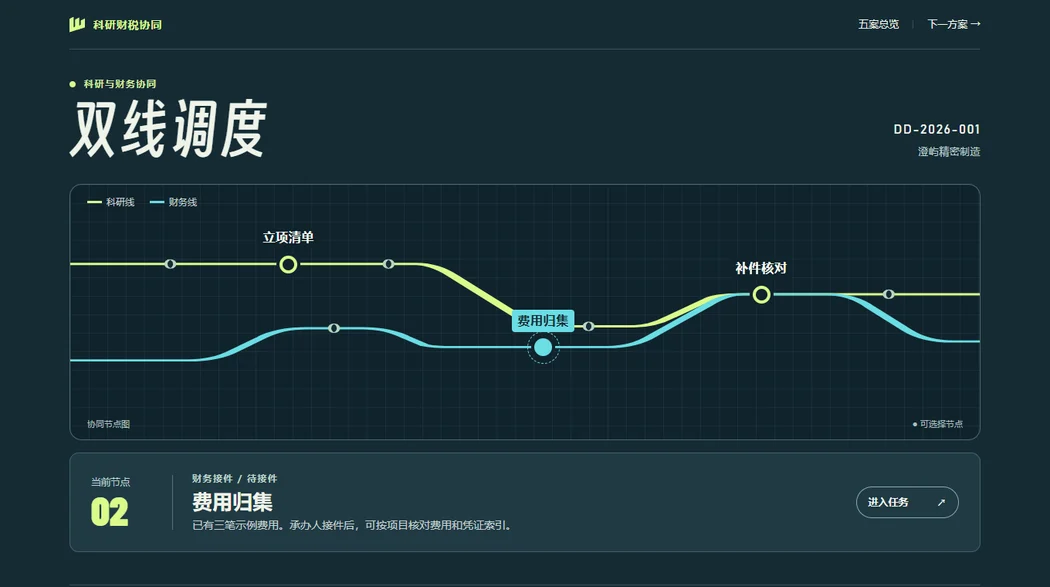 科研财税协同
五案总览
下一方案 →
科研与财务协同
双线调度
DD-2026-001
澄屿精密制造
科研线
财务线
立项清单
补件核对
费用归集
协同节点图
可选择节点
当前节点
02
财务接件 / 待接件
费用归集
已有三笔示例费用。承办人接件后，可按项目核对费用和凭证索引。
进入任务 ↗